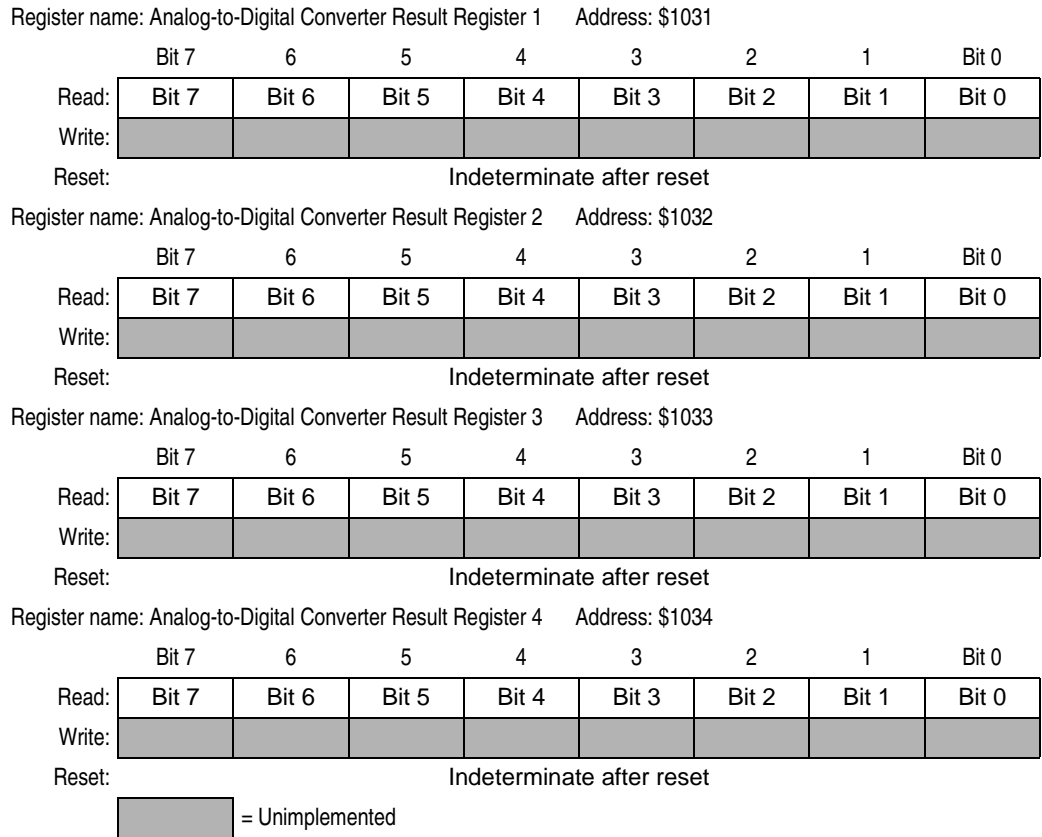 Register name: Analog-to-Digital Converter Result Register 1 Address: $1031
Bit 7 6 5 4 3 2 1 Bit 0
Read: Bit 7 Bit 6 Bit 5 Bit 4 Bit 3 Bit 2 Bit 1 Bit 0
Write:
Reset: Indeterminate after reset
Register name: Analog-to-Digital Converter Result Register 2 Address: $1032
Bit 7 6 5 4 3 2 1 Bit 0
Read: Bit 7 Bit 6 Bit 5 Bit 4 Bit 3 Bit 2 Bit 1 Bit 0
Write:
Reset: Indeterminate after reset
Register name: Analog-to-Digital Converter Result Register 3 Address: $1033
Bit 7 6 5 4 3 2 1 Bit 0
Read: Bit 7 Bit 6 Bit 5 Bit 4 Bit 3 Bit 2 Bit 1 Bit 0
Write:
Reset: Indeterminate after reset
Register name: Analog-to-Digital Converter Result Register 4 Address: $1034
Bit 7 6 5 4 3 2 1 Bit 0
Read: Bit 7 Bit 6 Bit 5 Bit 4 Bit 3 Bit 2 Bit 1 Bit 0
Write:
Reset: Indeterminate after reset
= Unimplemented